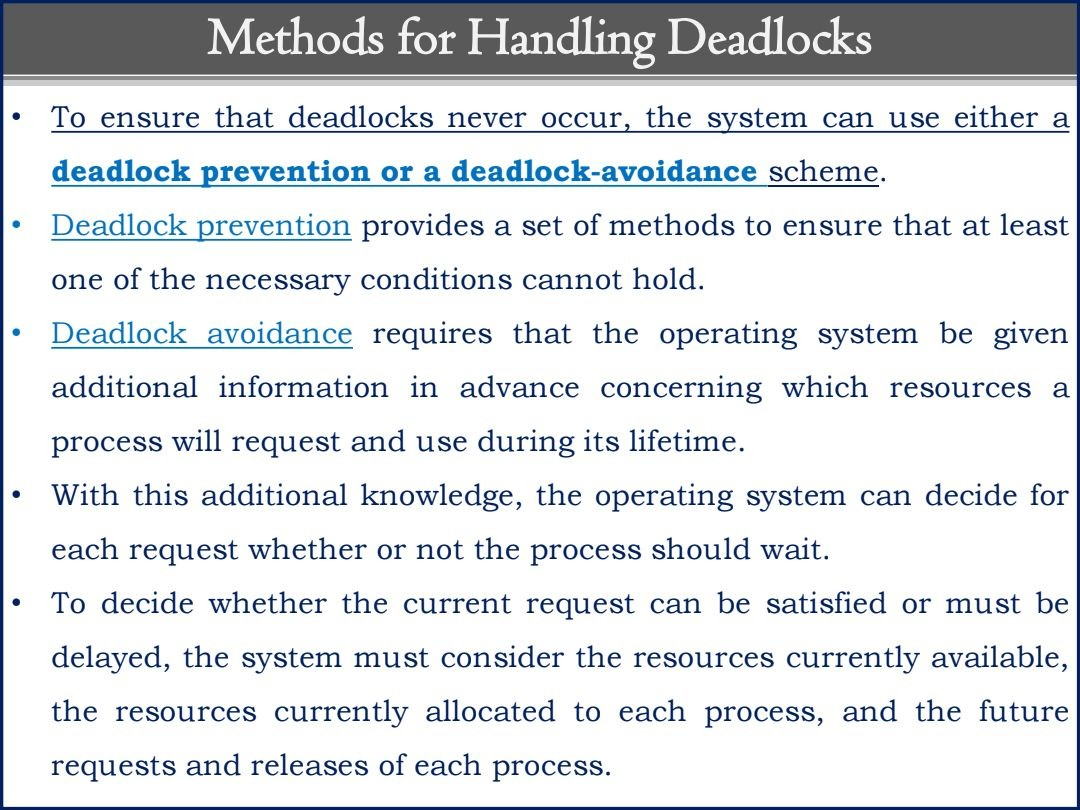 Methods for Handling Deadlocks
• To ensure that deadlocks never occur, the system can use either a
deadlock prevention or a deadlock-avoidance scheme.
• Deadlock prevention provides a set of methods to ensure that at least
one of the necessary conditions cannot hold.
• Deadlock avoidance requires that the operating system be given
additional information in advance concerning which resources a
process will request and use during its lifetime.
• With this additional knowledge, the operating system can decide for
each request whether or not the process should wait.
• To decide whether the current request can be satisfied or must be
delayed, the system must consider the resources currently available,
the resources currently allocated to each process, and the future
requests and releases of each process.